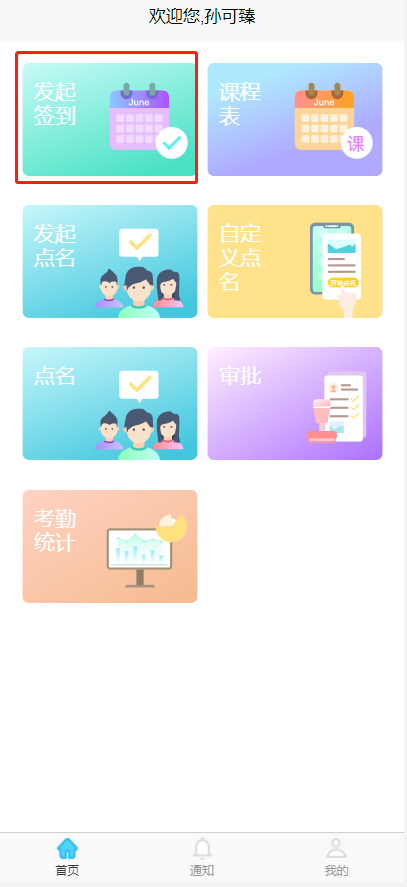 欢迎您,孙可臻
发起
签到
June
课程
表
June
课
发起
点名
自定
义点
名
开始点名
点名
审批
考勤
统计
首页
通知
我的